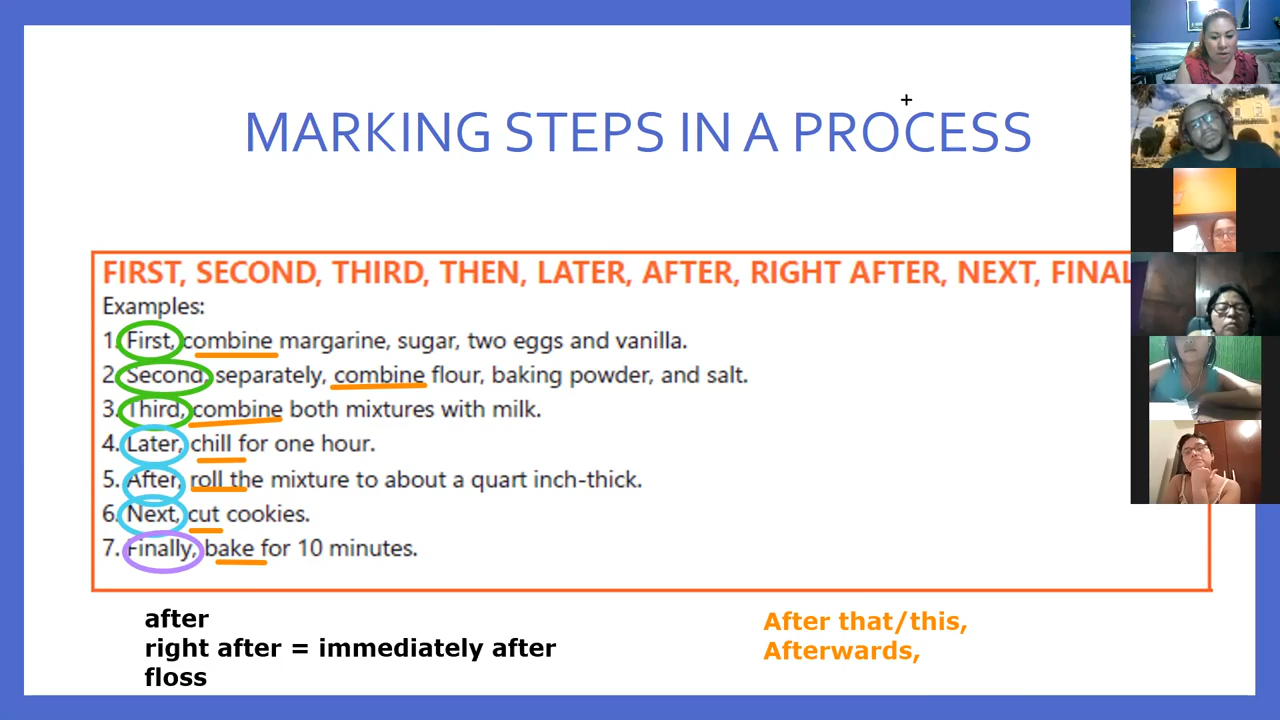 MARKING STEPS IN A PROCESS
FIRST, SECOND, THIRD, THEN, LATER, AFTER, RIGHT AFTER, NEXT, FINAL
Examples:
1. First, combine margarine, sugar, two eggs and vanilla.
2. Second, separately, combine flour, baking powder, and salt.
3. Third, combine both mixtures with milk.
4. Later, chill for one hour.
5. After, roll the mixture to about a quart inch-thick.
6. Next, cut cookies.
7. Finally, bake for 10 minutes.
after
right after = immediately after
floss
After that/this,
Afterwards,